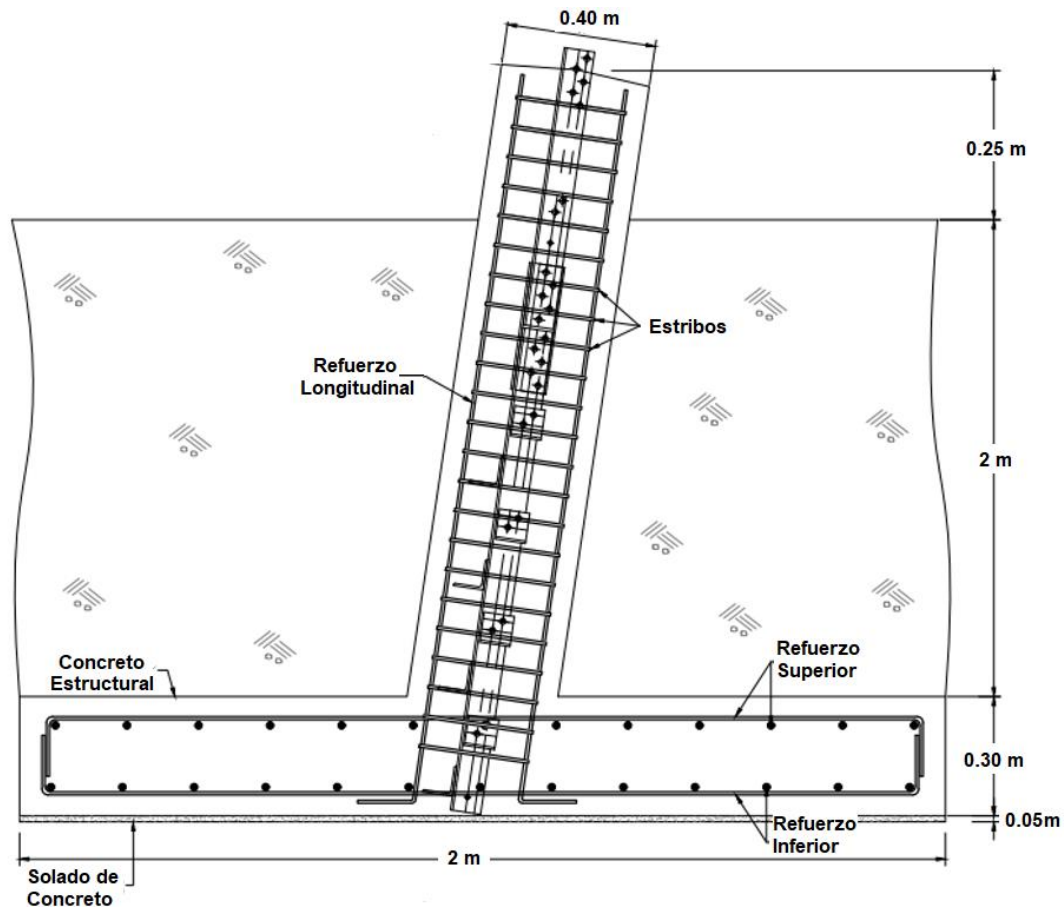 0.40 m
0.25 m
Estribos
Refuerzo
Longitudinal
2 m
Concreto
Estructural
Refuerzo
Superior
0.30 m
0.05m
Refuerzo
Inferior
2 m
Solado de
Concreto